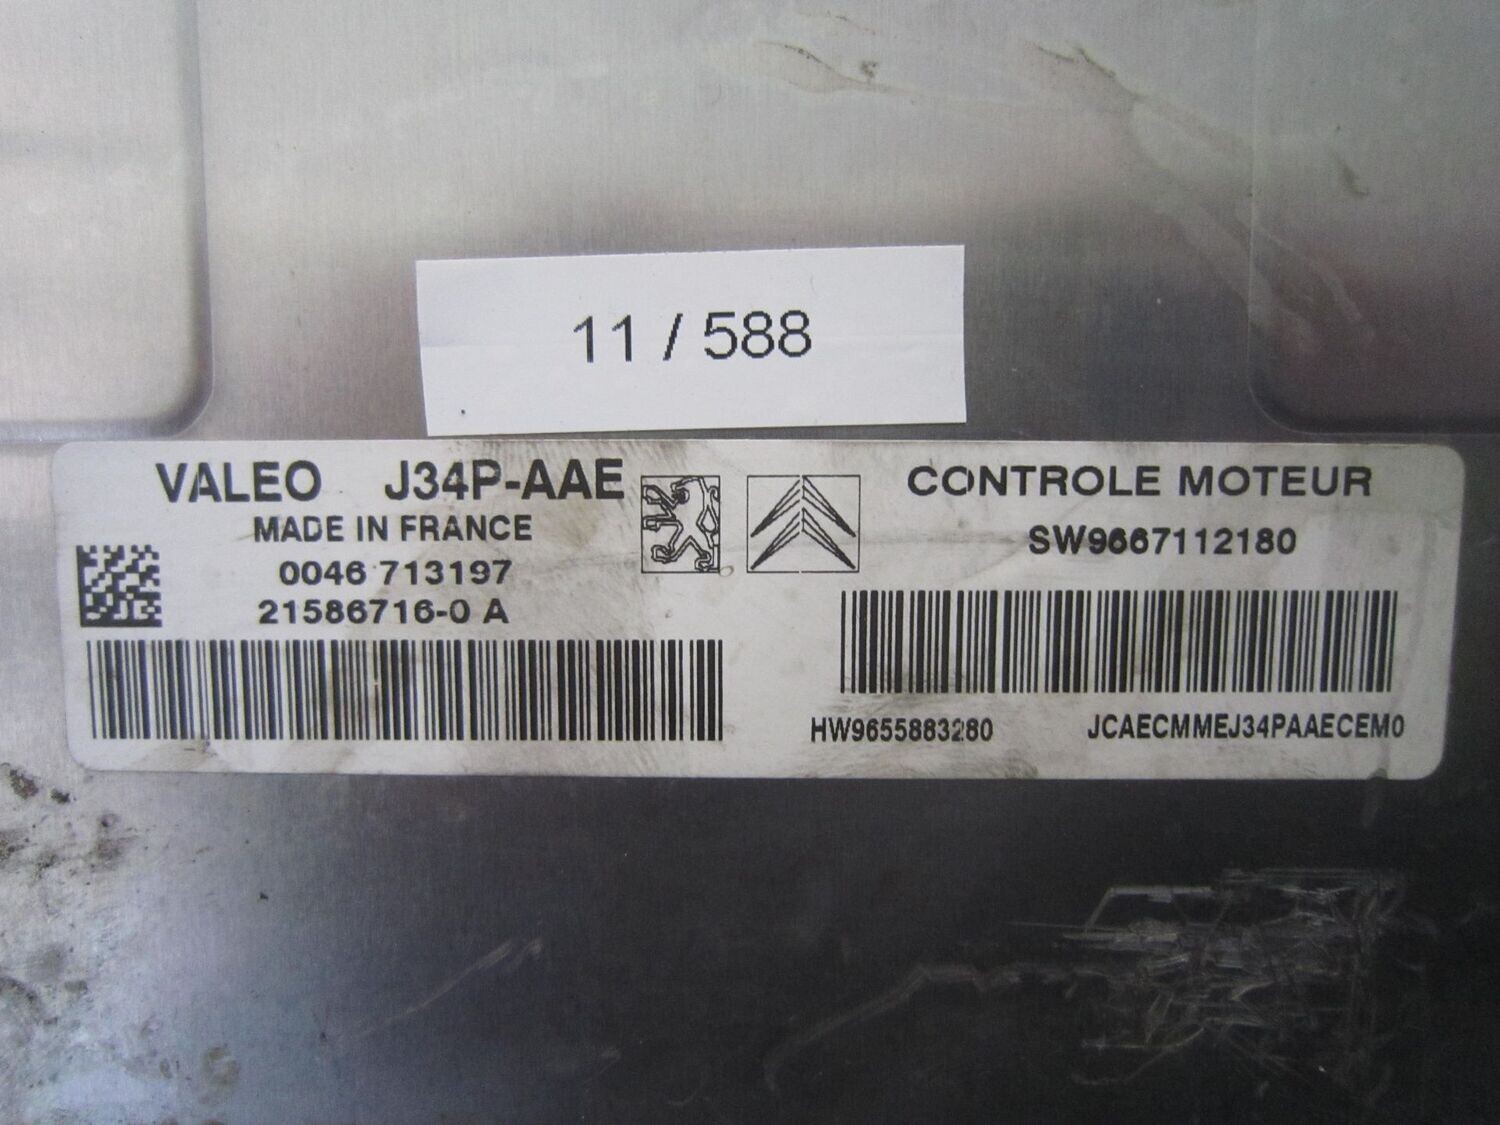 11 / 588
VALEO J34P-AAE
MADE IN FRANCE
0046 713197
21586716-0 A
CONTROLE MOTEUR
SW9667112180
HW9655883280 JCAECMMEJ34PAAECEM0